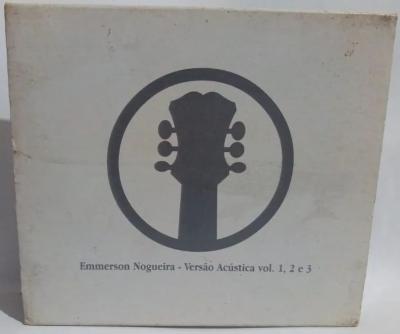 Emmerson Nogueira - Versão Acústica vol. 1, 2 e 3